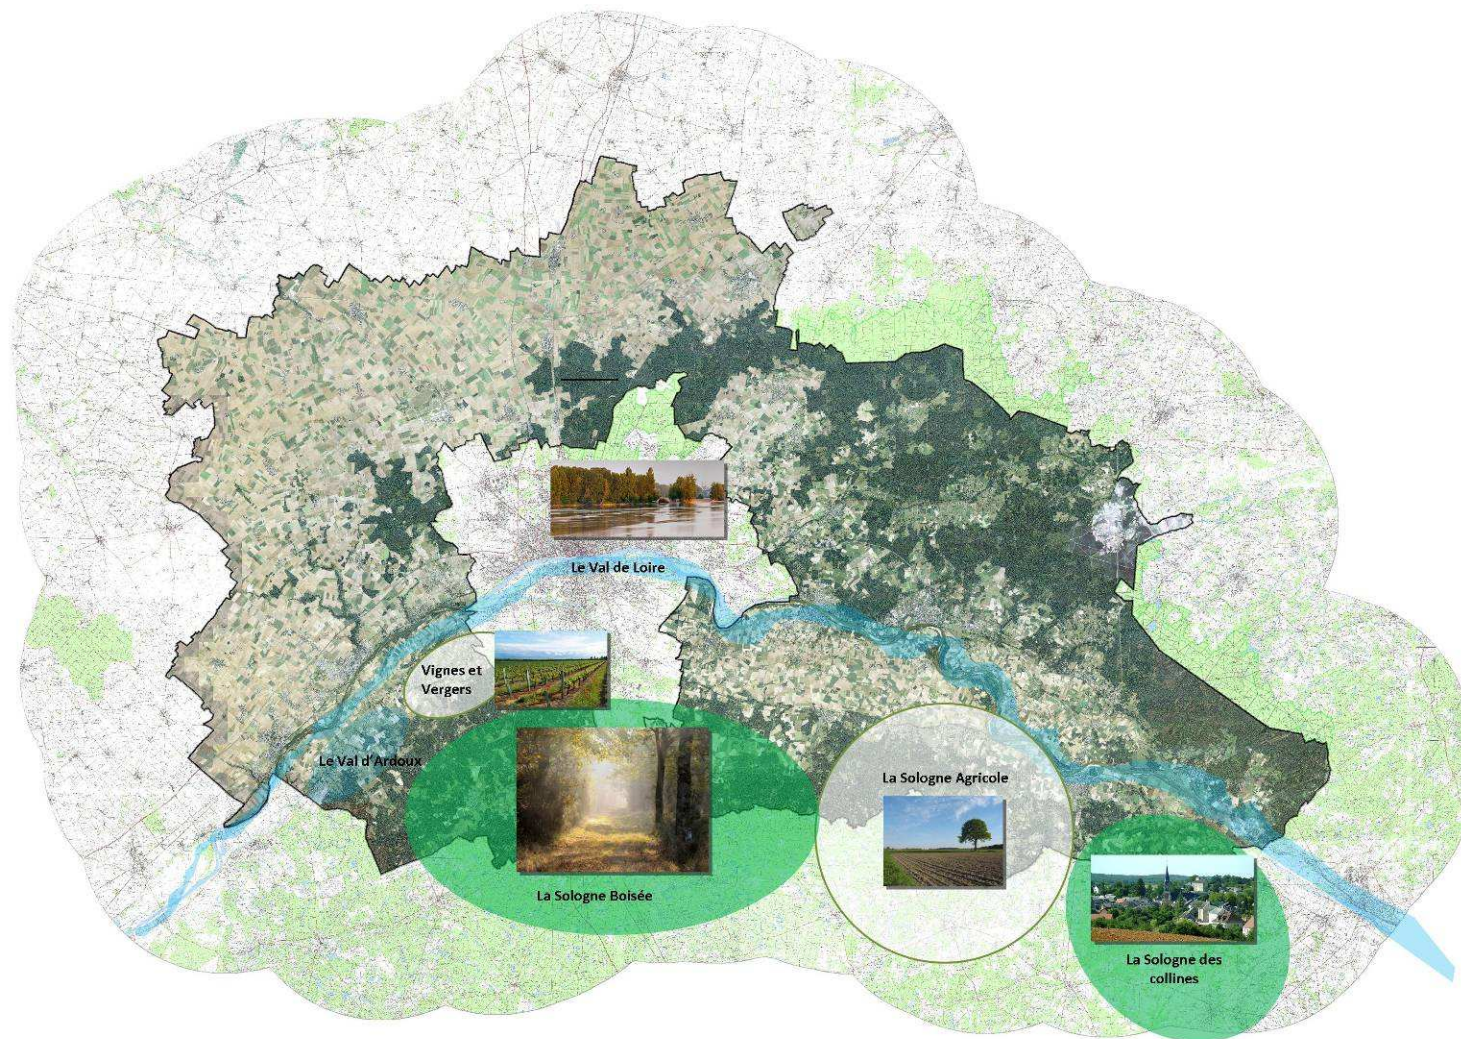 Le Val de Loire
Vignes et
Vergers
Le Val d'Ardoux
La Sologne Agricole
La Sologne Boisée
La Sologne des
collines